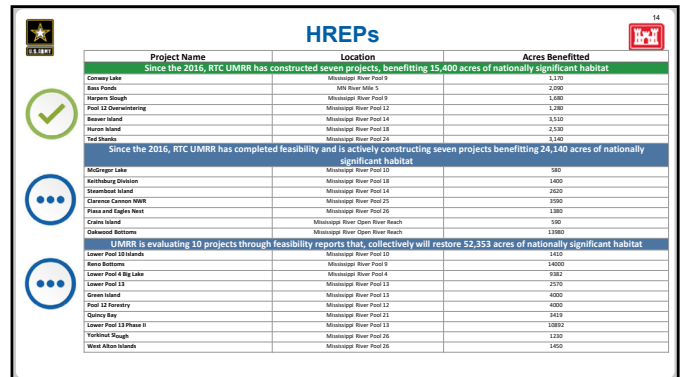 14
HREPs
U.S. ARMY
Project Name Location Acres Benefitted
Since the 2016, RTC UMRR has constructed seven projects, benefitting 15,400 acres of nationally significant habitat
Conway Lake Mississippi River Pool 9 1,170
Bass Ponds MN River Mile 5 2,090
Harpers Slough Mississippi River Pool 9 1,680
Pool 12 Overwintering Mississippi River Pool 12 1,280
Beaver Island Mississippi River Pool 14 3,510
Huron Island Mississippi River Pool 18 2,530
Ted Shanks Mississippi River Pool 24 3,140
Since the 2016, RTC UMRR has completed feasibility and is actively constructing seven projects benefitting 24,140 acres of nationally
significant habitat
McGregor Lake Mississippi River Pool 10 580
Keithsburg Division Mississippi River Pool 18 1400
Steamboat Island Mississippi River Pool 14 2620
Clarence Cannon NWR Mississippi River Pool 25 3590
Piasa and Eagles Nest Mississippi River Pool 26 1380
Crains Island Mississippi River Open River Reach 590
Oakwood Bottoms Mississippi River Open River Reach 13980
UMRR is evaluating 10 projects through feasibility reports that, collectively will restore 52,353 acres of nationally significant habitat
Lower Pool 10 Islands Mississippi River Pool 10 1410
Reno Bottoms Mississippi River Pool 9 14000
Lower Pool 4 Big Lake Mississippi River Pool 4 9382
Lower Pool 13 Mississippi River Pool 13 2570
Green Island Mississippi River Pool 13 4000
Pool 12 Forestry Mississippi River Pool 12 4000
Quincy Bay Mississippi River Pool 21 3419
Lower Pool 13 Phase II Mississippi River Pool 13 10892
Yorkinut Slough Mississippi River Pool 26 1230
West Alton Islands Mississippi River Pool 26 1450